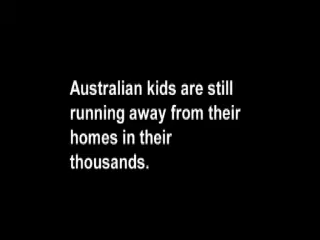 Australian kids are still
running away from their
homes in their
thousands.